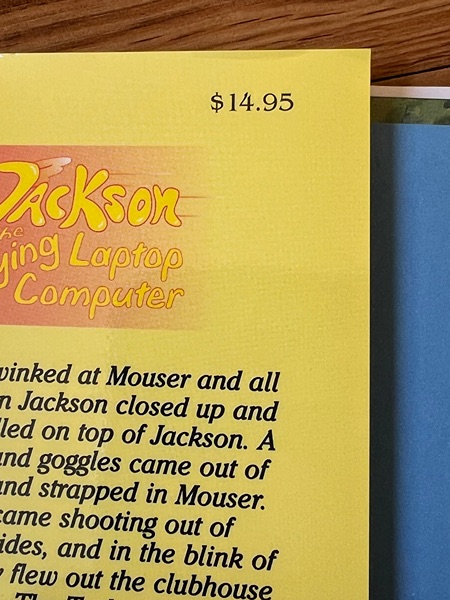 $14.95
Jackson
the
ying Laptop
Computer
winked at Mouser and all
n Jackson closed up and
lled on top of Jackson. A
and goggles came out of
and strapped in Mouser.
came shooting out of
ides, and in the blink of
y flew out the clubhouse